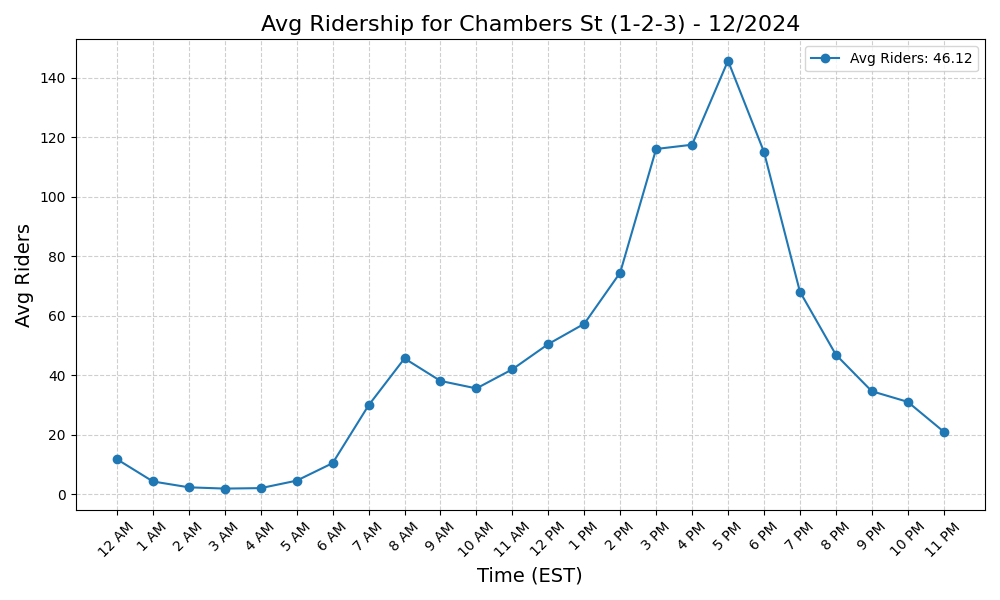 Avg Ridership for Chambers St (1-2-3) - 12/2024
Avg Riders: 46.12
Avg Riders
140
120
100
80
60
40
20
0
12 AM
1 AM
2 AM
3 AM
4 AM
5 AM
6 AM
7 AM
8 AM
9 AM
10 AM
11 AM
12 PM
1 PM
2 PM
3 PM
4 PM
5 PM
6 PM
7 PM
8 PM
9 PM
10 PM
11 PM
Time (EST)